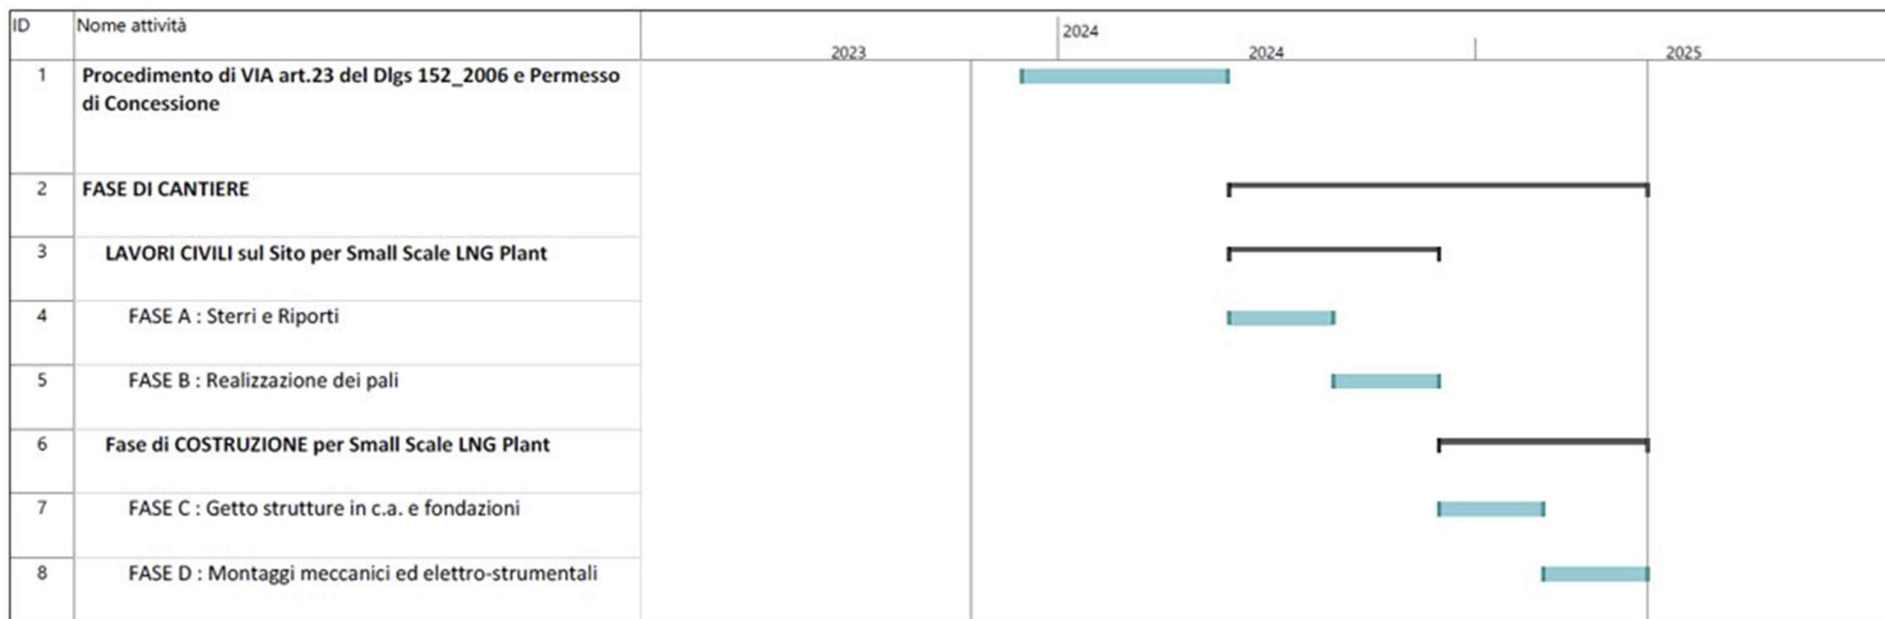 ID Nome attività
2024
2023 2024 2025
1 Procedimento di VIA art.23 del Dlgs 152_2006 e Permesso
di Concessione
2 FASE DI CANTIERE
3 LAVORI CIVILI sul Sito per Small Scale LNG Plant
4 FASE A : Sterri e Riporti
5 FASE B : Realizzazione dei pali
6 Fase di COSTRUZIONE per Small Scale LNG Plant
7 FASE C : Getto strutture in c.a. e fondazioni
8 FASE D : Montaggi meccanici ed elettro-strumentali